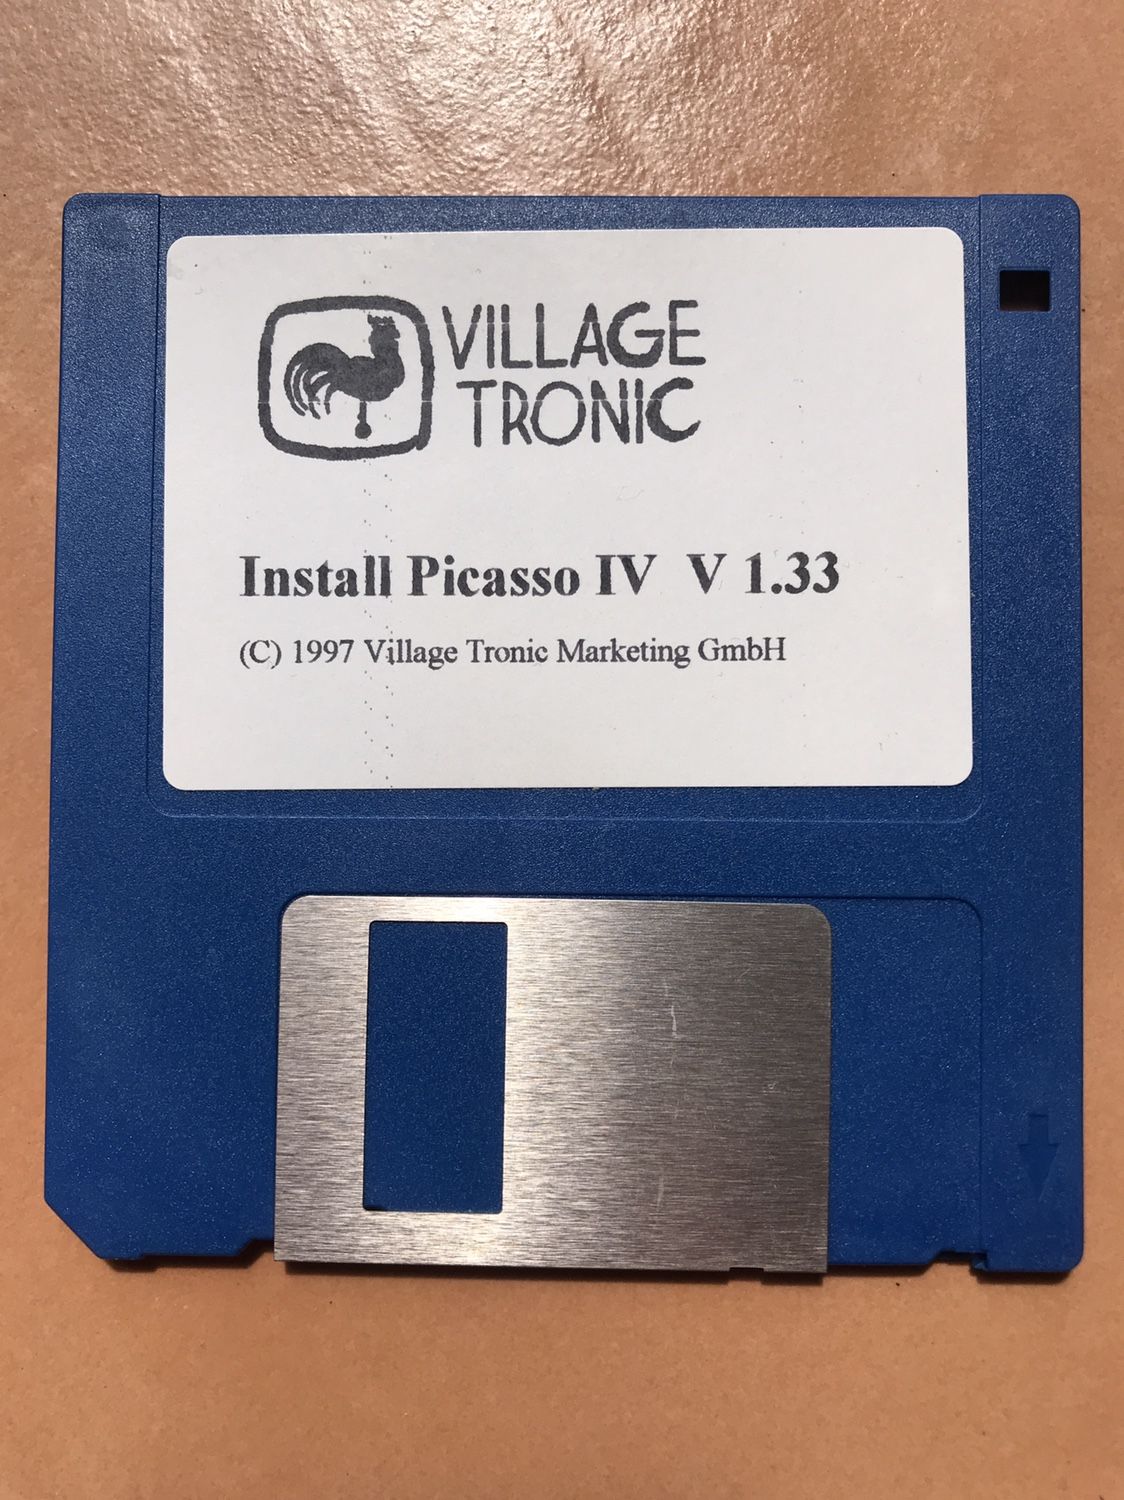 VILLAGE
TRONIC
Install Picasso IV V 1.33
(C) 1997 Village Tronic Marketing GmbH